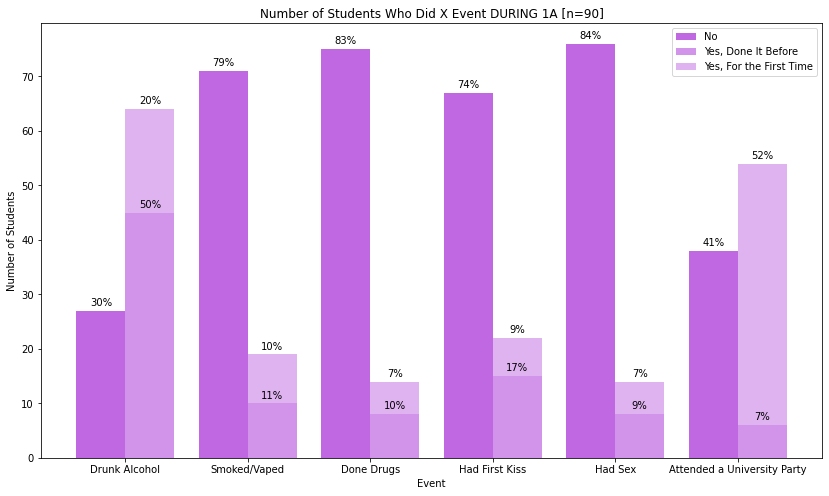 Number of Students Who Did X Event DURING 1A [n=90]
No
Yes, Done It Before
Yes, For the First Time
Number of Students
70
60
50
40
30
20
10
0
30%
20%
50%
79%
10%
11%
83%
7%
10%
74%
9%
17%
84%
7%
9%
41%
52%
7%
Drunk Alcohol
Smoked/Vaped
Done Drugs
Had First Kiss
Had Sex
Attended a University Party
Event